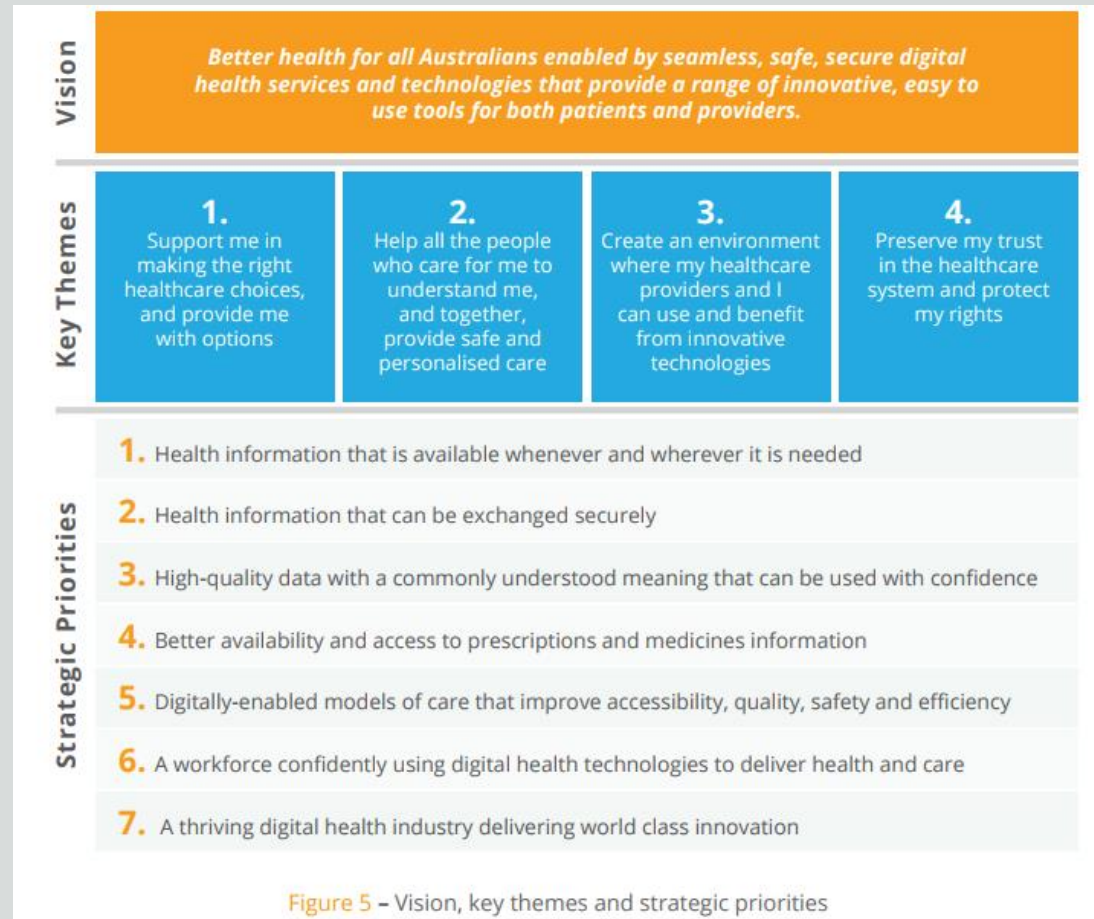 Vision
Better health for all Australians enabled by seamless, safe, secure digital
health services and technologies that provide a range of innovative, easy to
use tools for both patients and providers.
Key Themes
1.
Support me in
making the right
healthcare choices,
and provide me
with options
2.
Help all the people
who care for me to
understand me,
and together,
provide safe and
personalised care
3.
Create an environment
where my healthcare
providers and I
can use and benefit
from innovative
technologies
4.
Preserve my trust
in the healthcare
system and protect
my rights
Strategic Priorities
1. Health information that is available whenever and wherever it is needed
2. Health information that can be exchanged securely
3. High-quality data with a commonly understood meaning that can be used with confidence
4. Better availability and access to prescriptions and medicines information
5. Digitally-enabled models of care that improve accessibility, quality, safety and efficiency
6. A workforce confidently using digital health technologies to deliver health and care
7. A thriving digital health industry delivering world class innovation
Figure 5 – Vision, key themes and strategic priorities